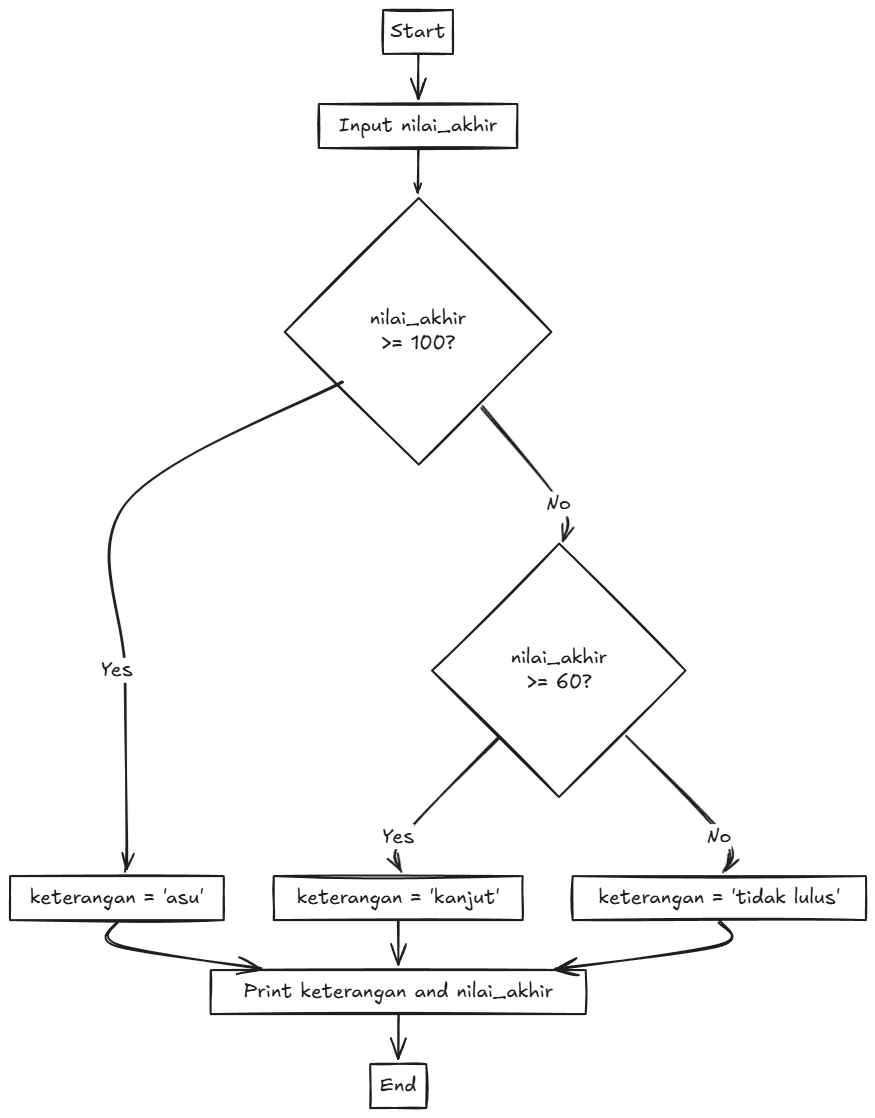 Start
Input nilai_akhir
nilai_akhir
>= 100?
No
Yes
nilai_akhir
>= 60?
Yes
No
keterangan = 'asu'
keterangan = 'kanjut'
keterangan = 'tidak lulus'
Print keterangan and nilai_akhir
End